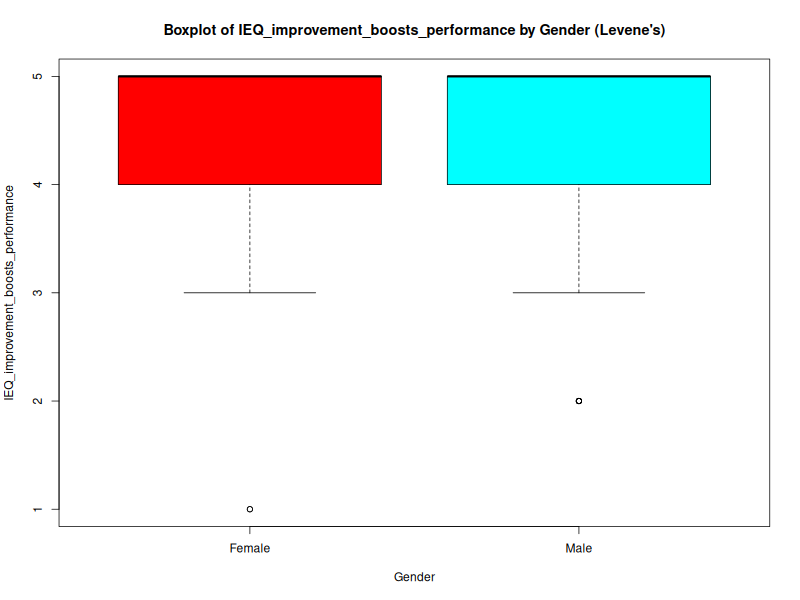 Boxplot of IEQ_improvement_boosts_performance by Gender (Levene's)
IEQ_improvement_boosts_performance
5
4
3
2
1
Female Male
Gender